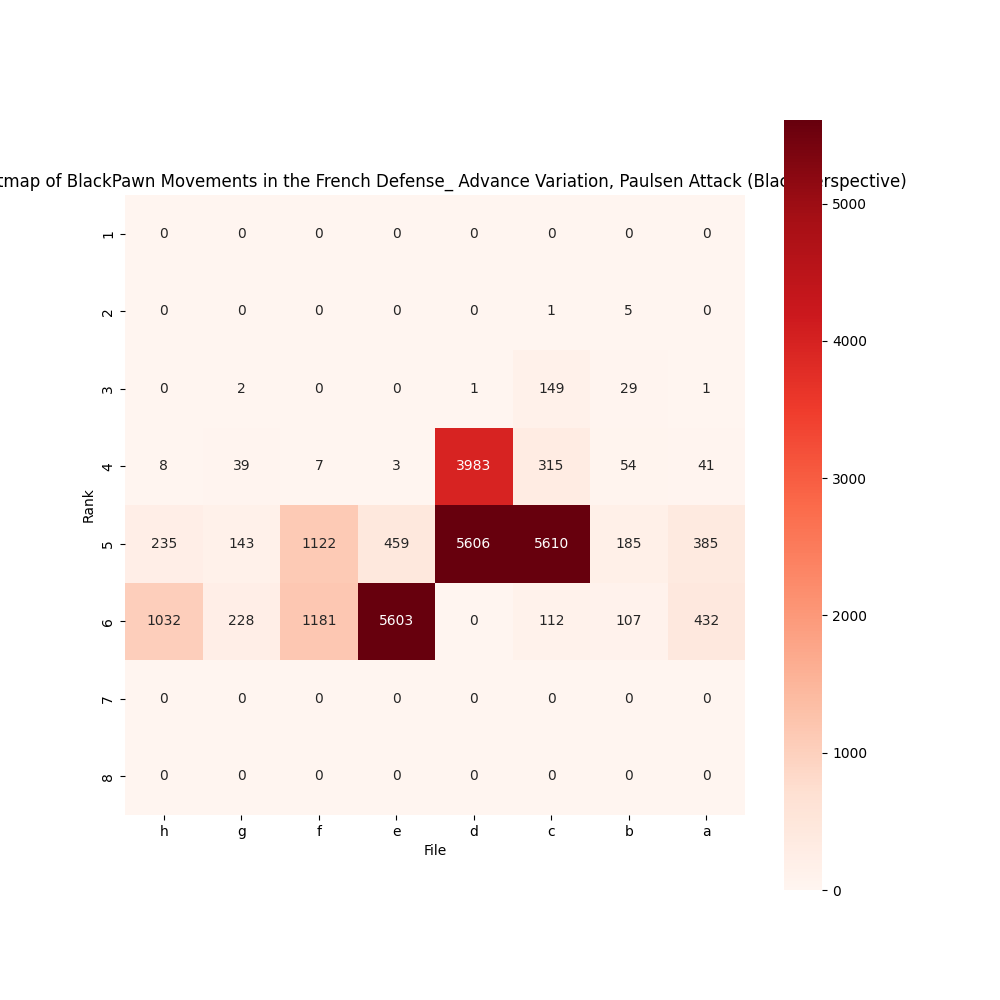 tmap of BlackPawn Movements in the French Defense_ Advance Variation, Paulsen Attack (Blac erspective)
5000
4000
3000
2000
1000
0
Rank
1 0 0 0 0 0 0 0 0
2 0 0 0 0 0 1 5 0
3 0 2 0 0 1 149 29 1
4 8 39 7 3 3983 315 54 41
5 235 143 1122 459 5606 5610 185 385
6 1032 228 1181 5603 0 112 107 432
7 0 0 0 0 0 0 0 0
8 0 0 0 0 0 0 0 0
h g f e d c b a
File